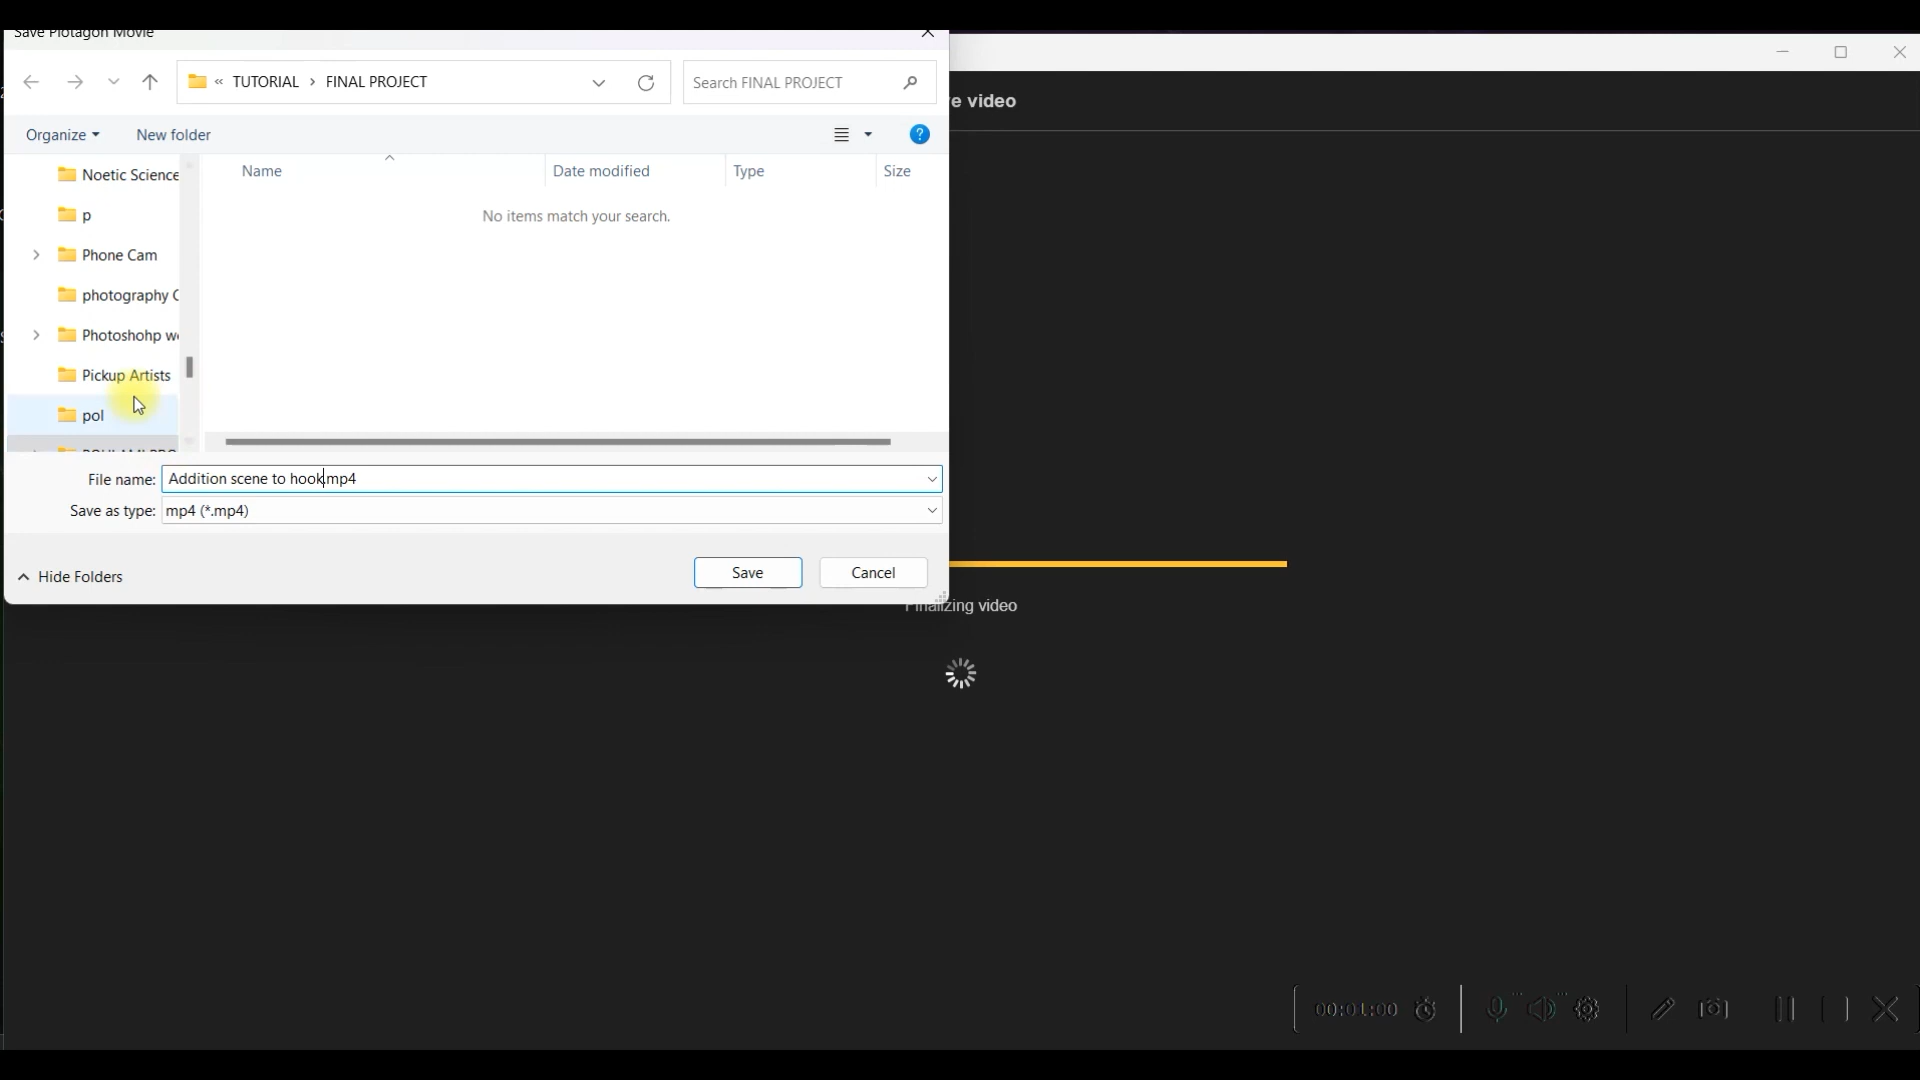 Save Plotagon Movie
« TUTORIAL > FINAL PROJECT
Search FINAL PROJECT
ve video
Organize
New folder
Name
Date modified
Type
Size
No items match your search.
Noetic Science
p
Phone Cam
photography C
Photoshohp w
Pickup Artists
pol
File name: Addition scene to hook.mp4
Save as type: mp4 (*.mp4)
Hide Folders
Save
Cancel
Finalizing video
00:01:00